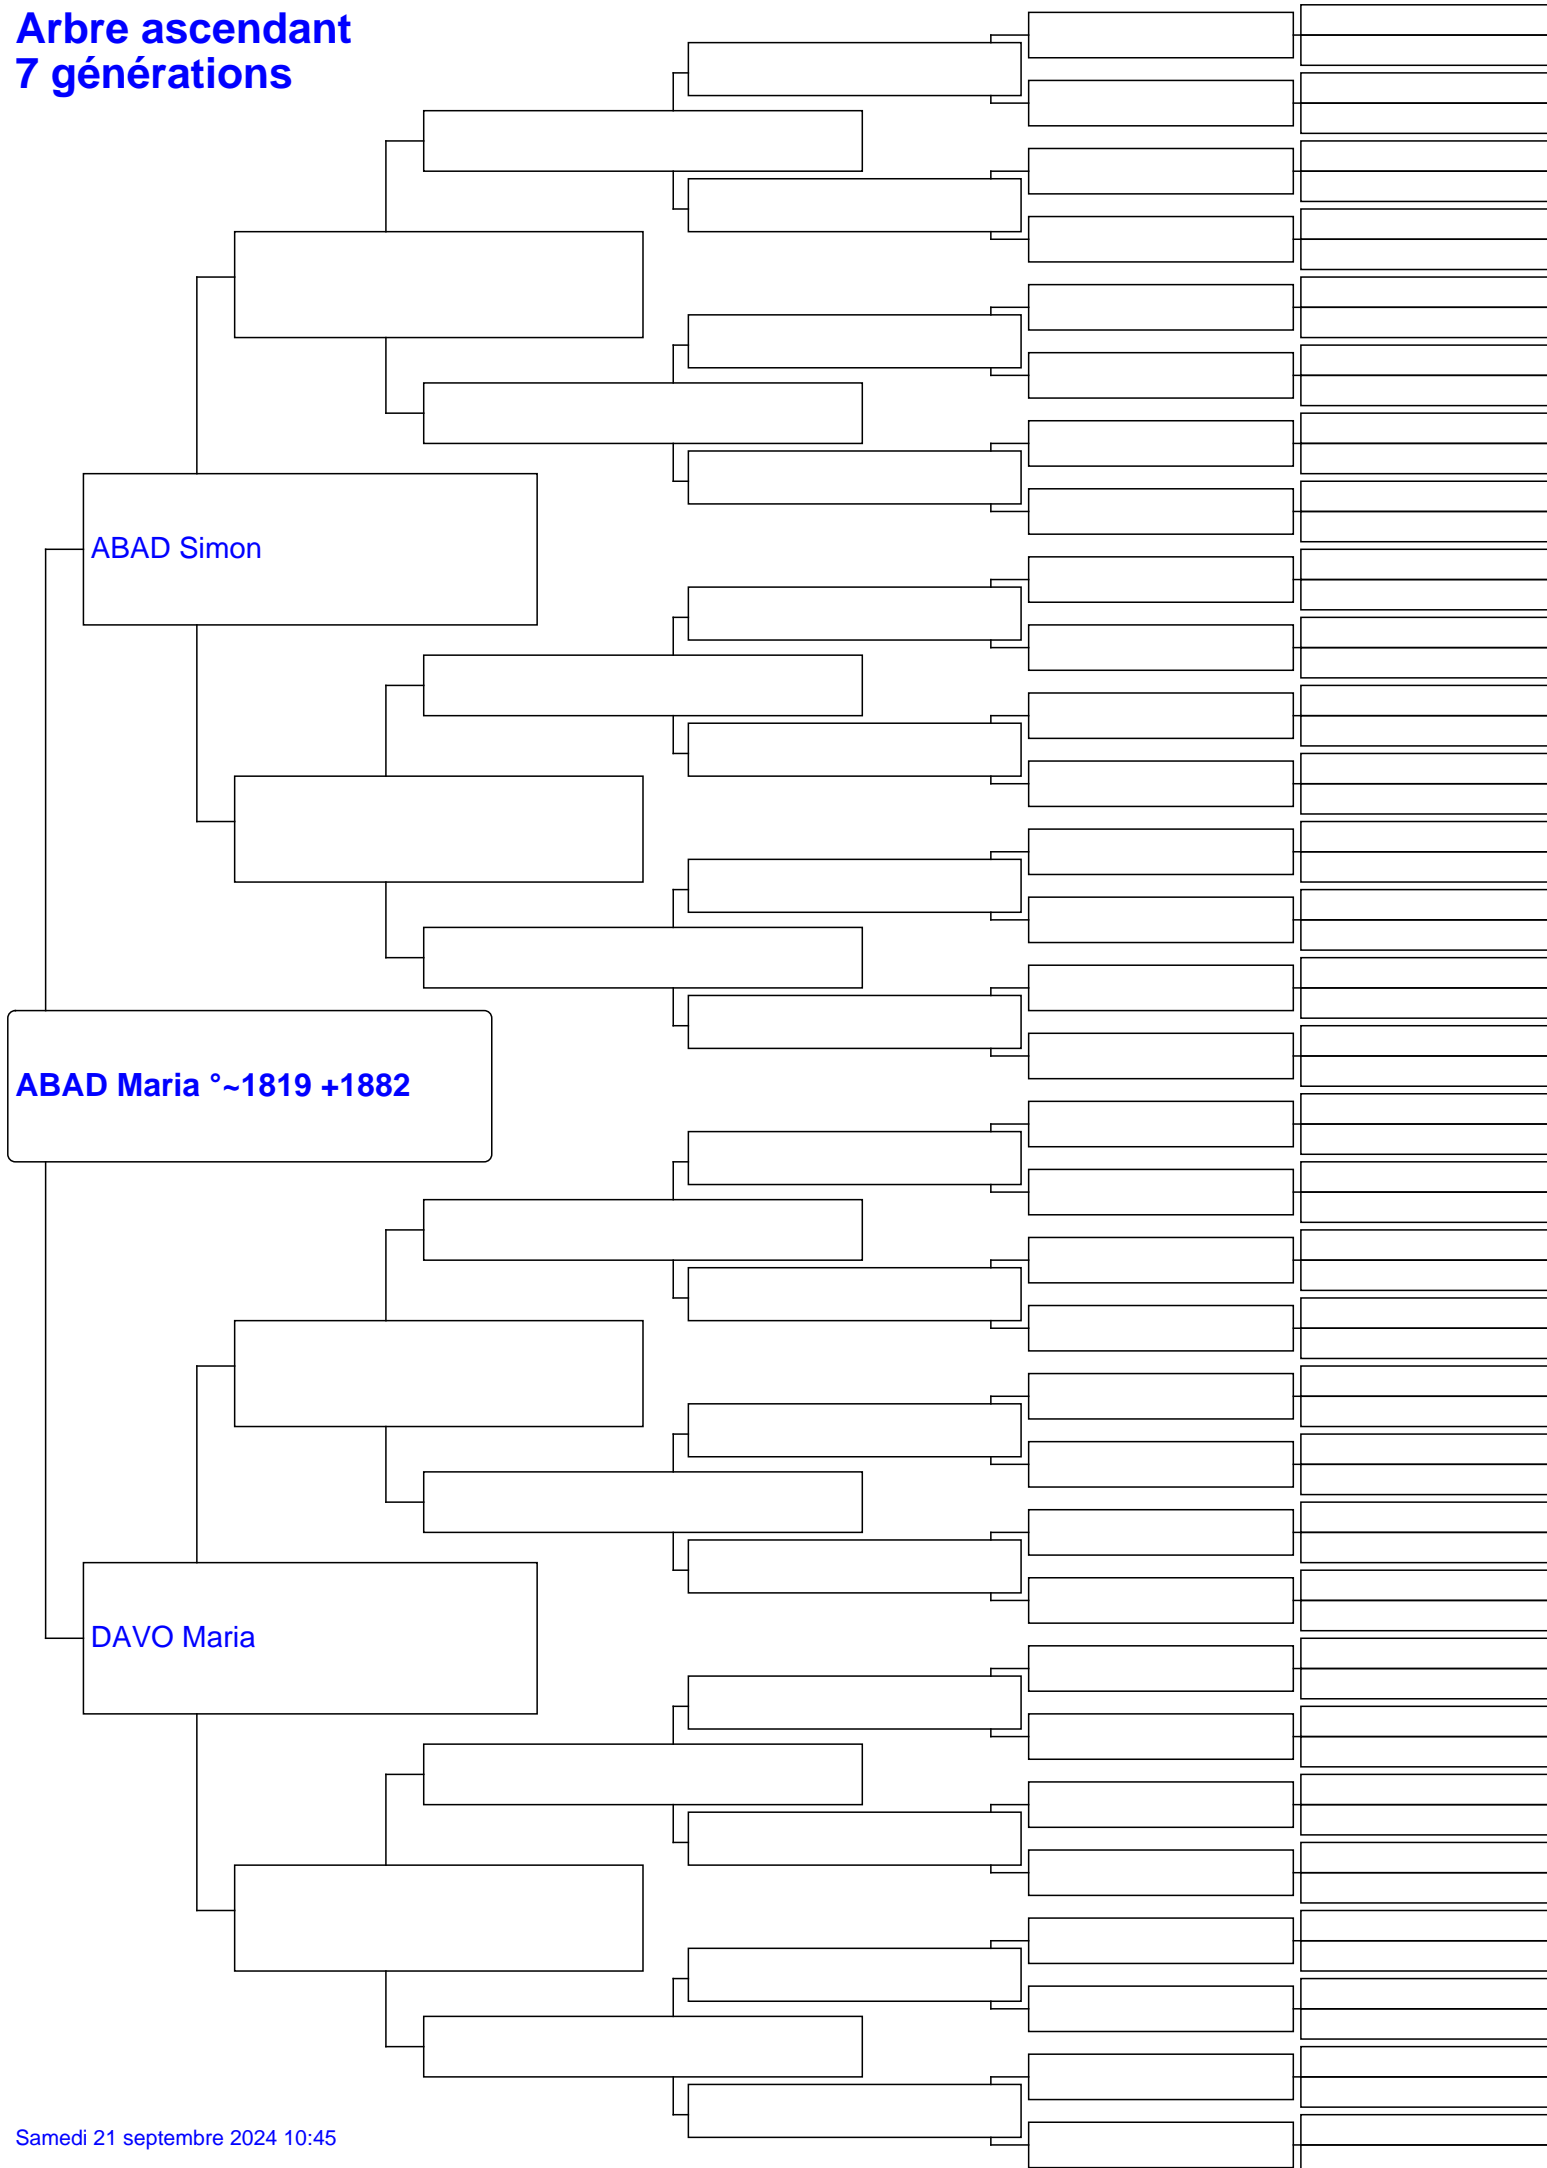 Arbre ascendant
7 générations
ABAD Simon
ABAD Maria °~1819 +1882
DAVO Maria
Samedi 21 septembre 2024 10:45